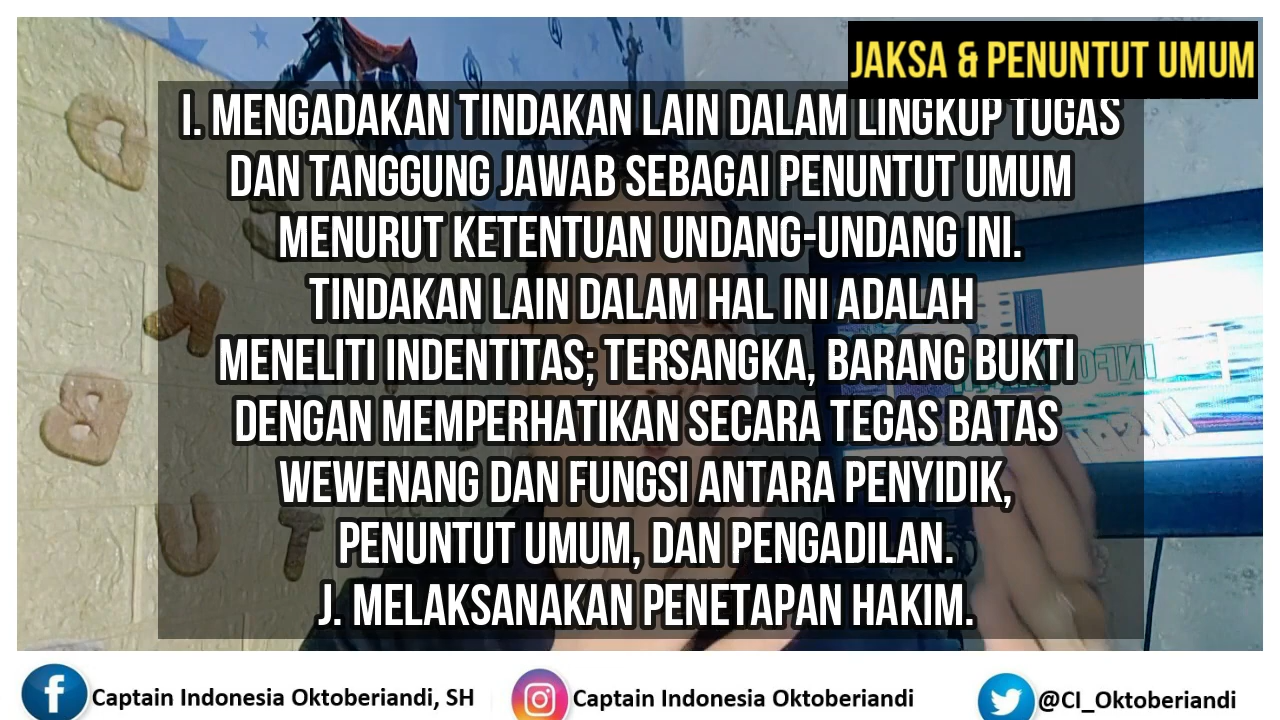 JAKSA & PENUNTUT UMUM
I. MENGADAKAN TINDAKAN LAIN DALAM LINGKUP TUGAS
DAN TANGGUNG JAWAB SEBAGAI PENUNTUT UMUM
MENURUT KETENTUAN UNDANG-UNDANG INI.
TINDAKAN LAIN DALAM HAL INI ADALAH
MENELITI INDENTITAS; TERSANGKA, BARANG BUKTI
DENGAN MEMPERHATIKAN SECARA TEGAS BATAS
WEWENANG DAN FUNGSI ANTARA PENYIDIK,
PENUNTUT UMUM, DAN PENGADILAN.
J. MELAKSANAKAN PENETAPAN HAKIM.
Captain Indonesia Oktoberiandi, SH
Captain Indonesia Oktoberiandi
@CI_Oktoberiandi